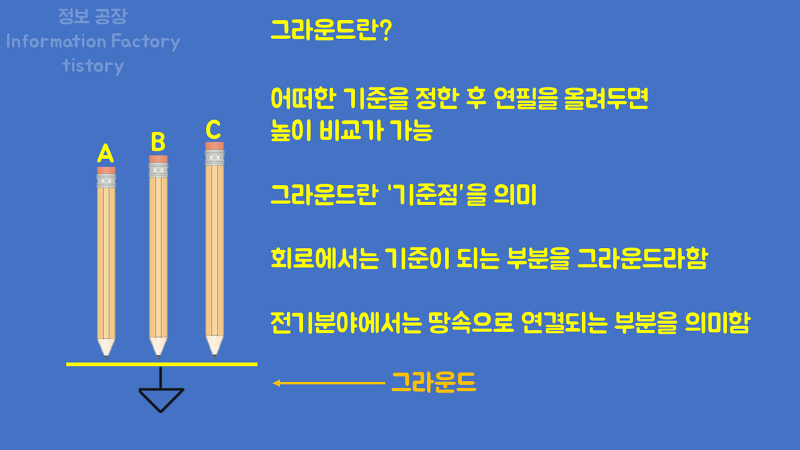 정보 공장
Information Factory
tistory
그라운드란?
어떠한 기준을 정한 후 연필을 올려두면
높이 비교가 가능
A
B
C
그라운드란 '기준점'을 의미
회로에서는 기준이 되는 부분을 그라운드라함
전기분야에서는 땅속으로 연결되는 부분을 의미함
그라운드